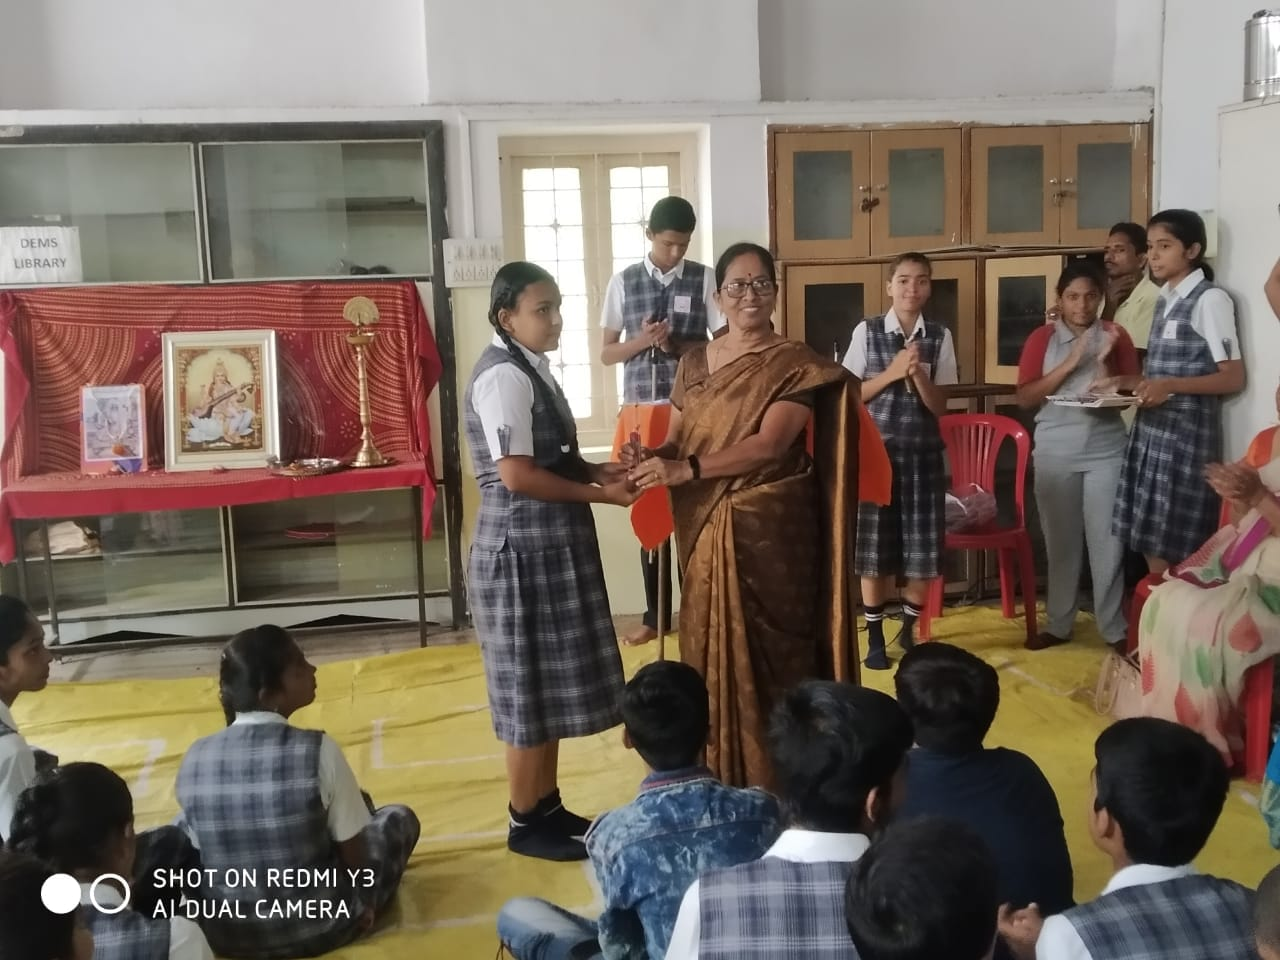 DEMS
LIBRARY
SHOT ON REDMI Y3
AI DUAL CAMERA